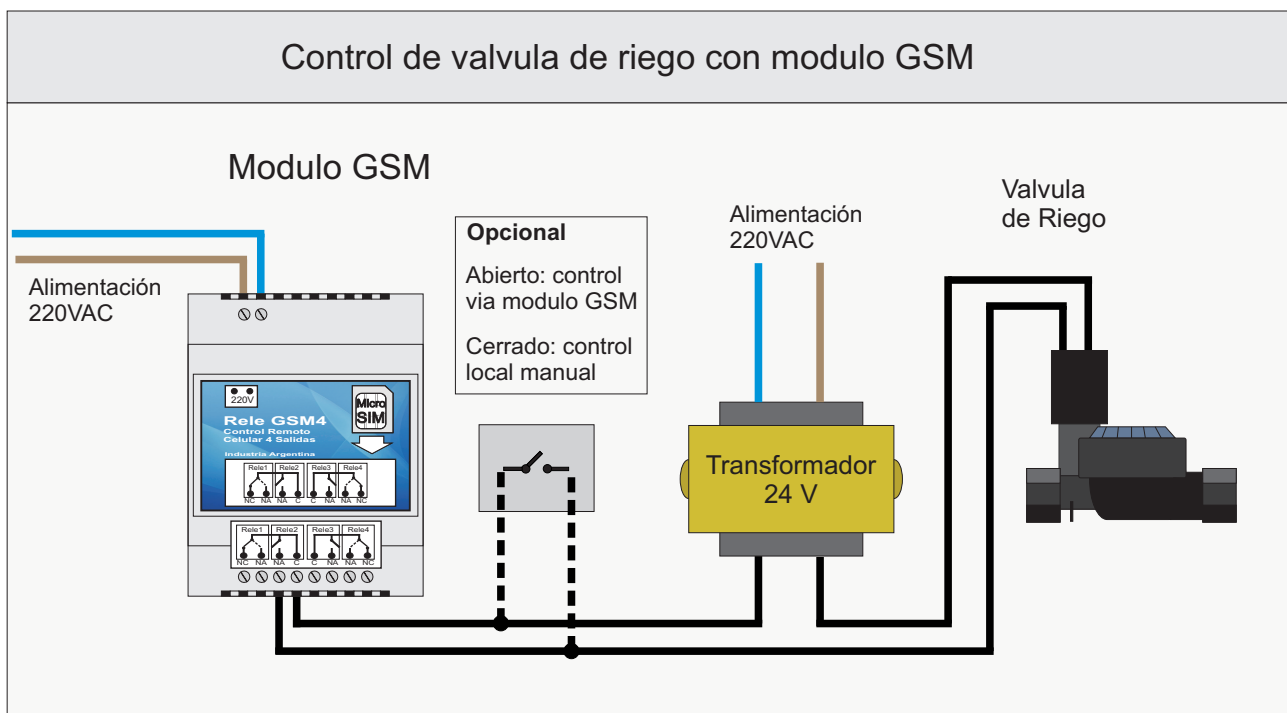 Control de valvula de riego con modulo GSM
Modulo GSM
Alimentación
220VAC
Opcional
Abierto: control
via modulo GSM
Cerrado: control
local manual
Alimentación
220VAC
Valvula
de Riego
220V
Micro
SIM
Rele GSM4
Control Remoto
Celular 4 Salidas
Industria Argentina
Rele1 Rele2 Rele3 Rele4
NC NA NA C C NA NA NC
Rele1 Rele2 Rele3 Rele4
NC NA NA C C NA NA NC
Transformador
24 V